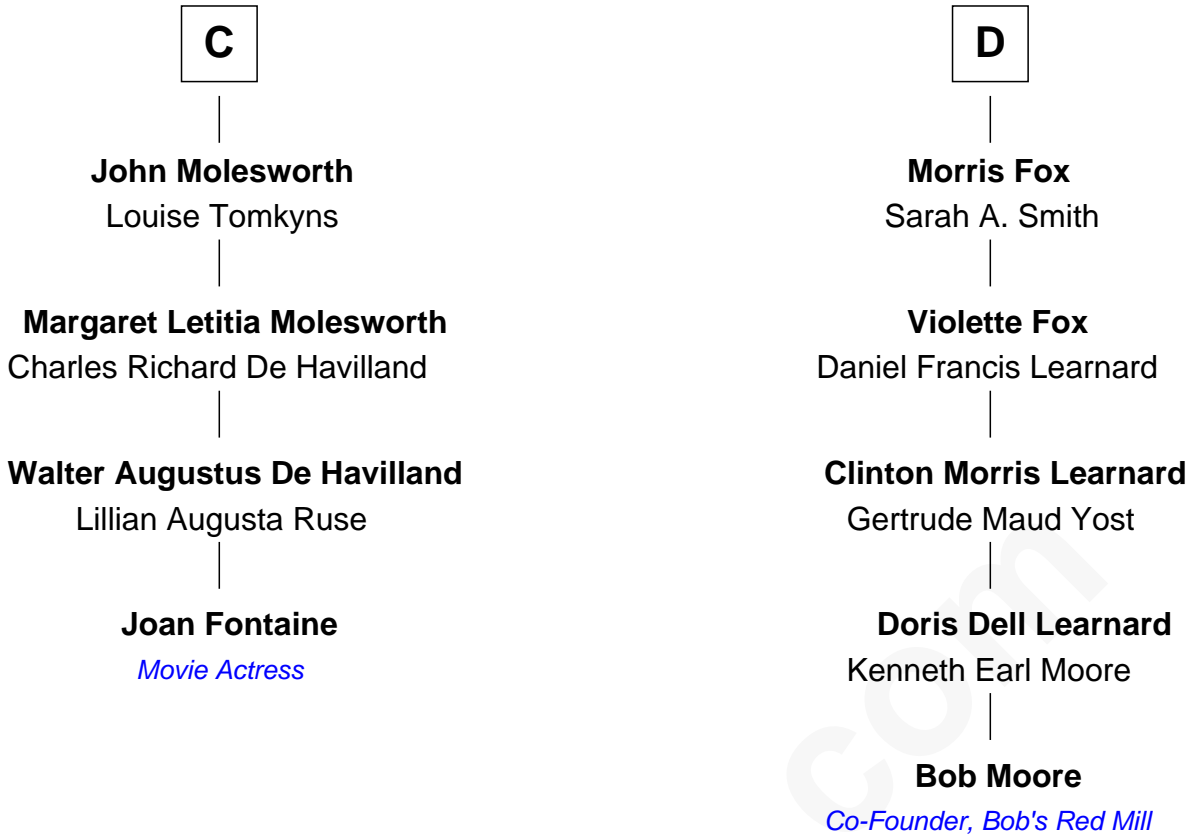 C
John Molesworth
Louise Tomkyns
Margaret Letitia Molesworth
Charles Richard De Havilland
Walter Augustus De Havilland
Lillian Augusta Ruse
Joan Fontaine
Movie Actress
D
Morris Fox
Sarah A. Smith
Violette Fox
Daniel Francis Learnard
Clinton Morris Learnard
Gertrude Maud Yost
Doris Dell Learnard
Kenneth Earl Moore
Bob Moore
Co-Founder, Bob's Red Mill
com